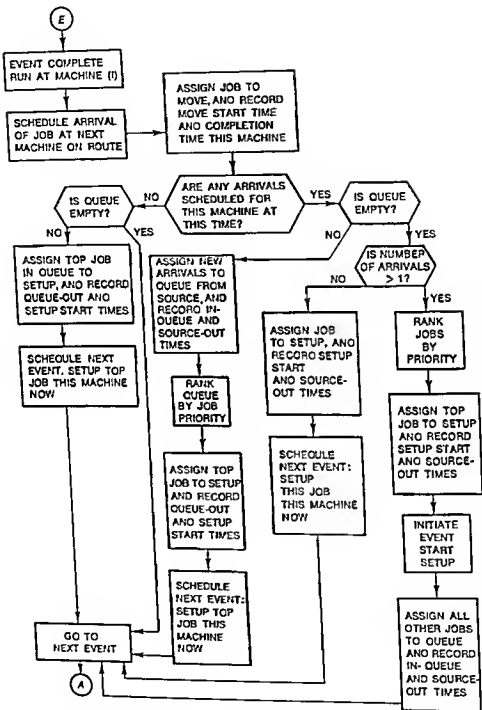 E
EVENT COMPLETE
RUN AT MACHINE (I)
SCHEDULE ARRIVAL
OF JOB AT NEXT
MACHINE ON ROUTE
ASSIGN JOB TO
MOVE, AND RECORD
MOVE START TIME
AND COMPLETION
TIME THIS MACHINE
ARE ANY ARRIVALS
SCHEDULED FOR
THIS MACHINE AT
THIS TIME?
NO
YES
IS QUEUE
EMPTY?
NO
YES
IS QUEUE
EMPTY?
NO
YES
ASSIGN TOP JOB
IN QUEUE TO
SETUP, AND RECORD
QUEUE-OUT AND
SETUP START TIMES
SCHEDULE NEXT
EVENT. SETUP TOP
JOB THIS MACHINE
NOW
ASSIGN NEW
ARRIVALS TO
QUEUE FROM
SOURCE, AND
RECORD IN-
QUEUE AND
SOURCE-OUT
TIMES
RANK
QUEUE
BY JOB
PRIORITY
ASSIGN TOP
JOB TO SETUP
AND RECORD
QUEUE-OUT
AND SETUP
START TIMES
SCHEDULE
NEXT EVENT:
SETUP TOP
JOB THIS
MACHINE
NOW
IS NUMBER
OF ARRIVALS
> 1?
NO
YES
ASSIGN JOB
TO SETUP, AND
RECORD SETUP
START
AND SOURCE-
OUT TIMES
SCHEDULE
NEXT EVENT:
SETUP
THIS JOB
THIS MACHINE
NOW
RANK
JOBS
BY
PRIORITY
ASSIGN TOP
JOB TO SETUP
AND RECORD
SETUP START
AND SOURCE-
OUT TIMES
INITIATE
EVENT
START
SETUP
ASSIGN ALL
OTHER JOBS
TO QUEUE
AND RECORD
IN- QUEUE
AND SOURCE-
OUT TIMES
GO TO
NEXT EVENT
A